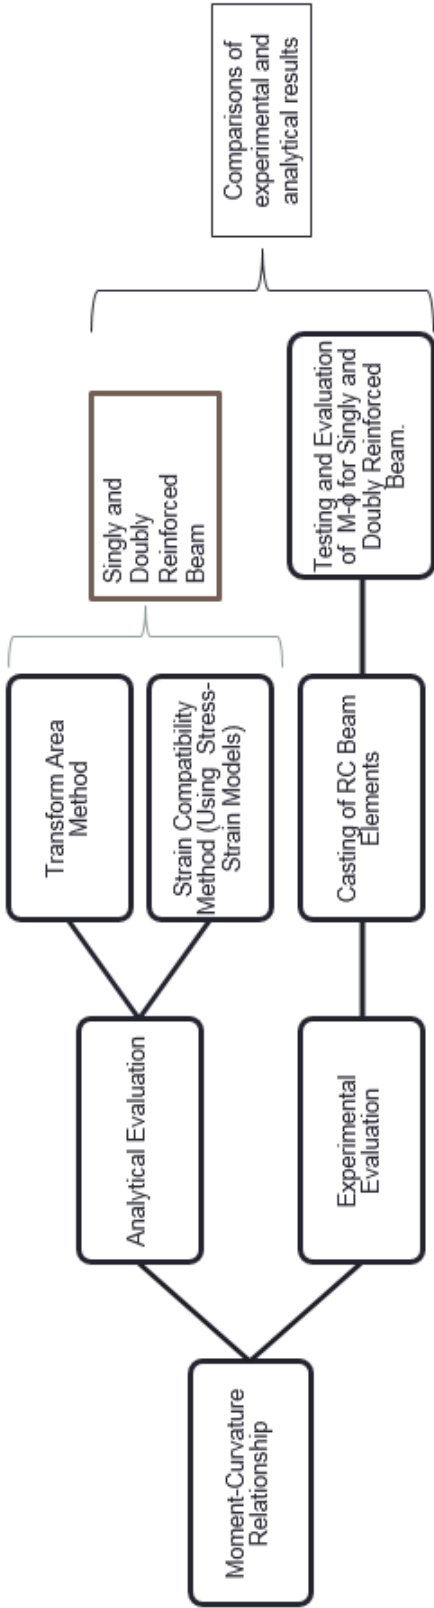 Moment-Curvature
Relationship
Analytical Evaluation
Transform Area
Method
Strain Compatibility
Method (Using Stress-
Strain Models)
Singly and
Doubly
Reinforced
Beam
Experimental
Evaluation
Casting of RC Beam
Elements
Testing and Evaluation
of M-ϕ for Singly and
Doubly Reinforced
Beam.
Comparisons of
experimental and
analytical results